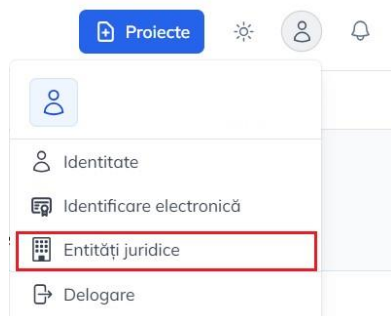 Proiecte
Identitate
Identificare electronică
Entități juridice
Delogare